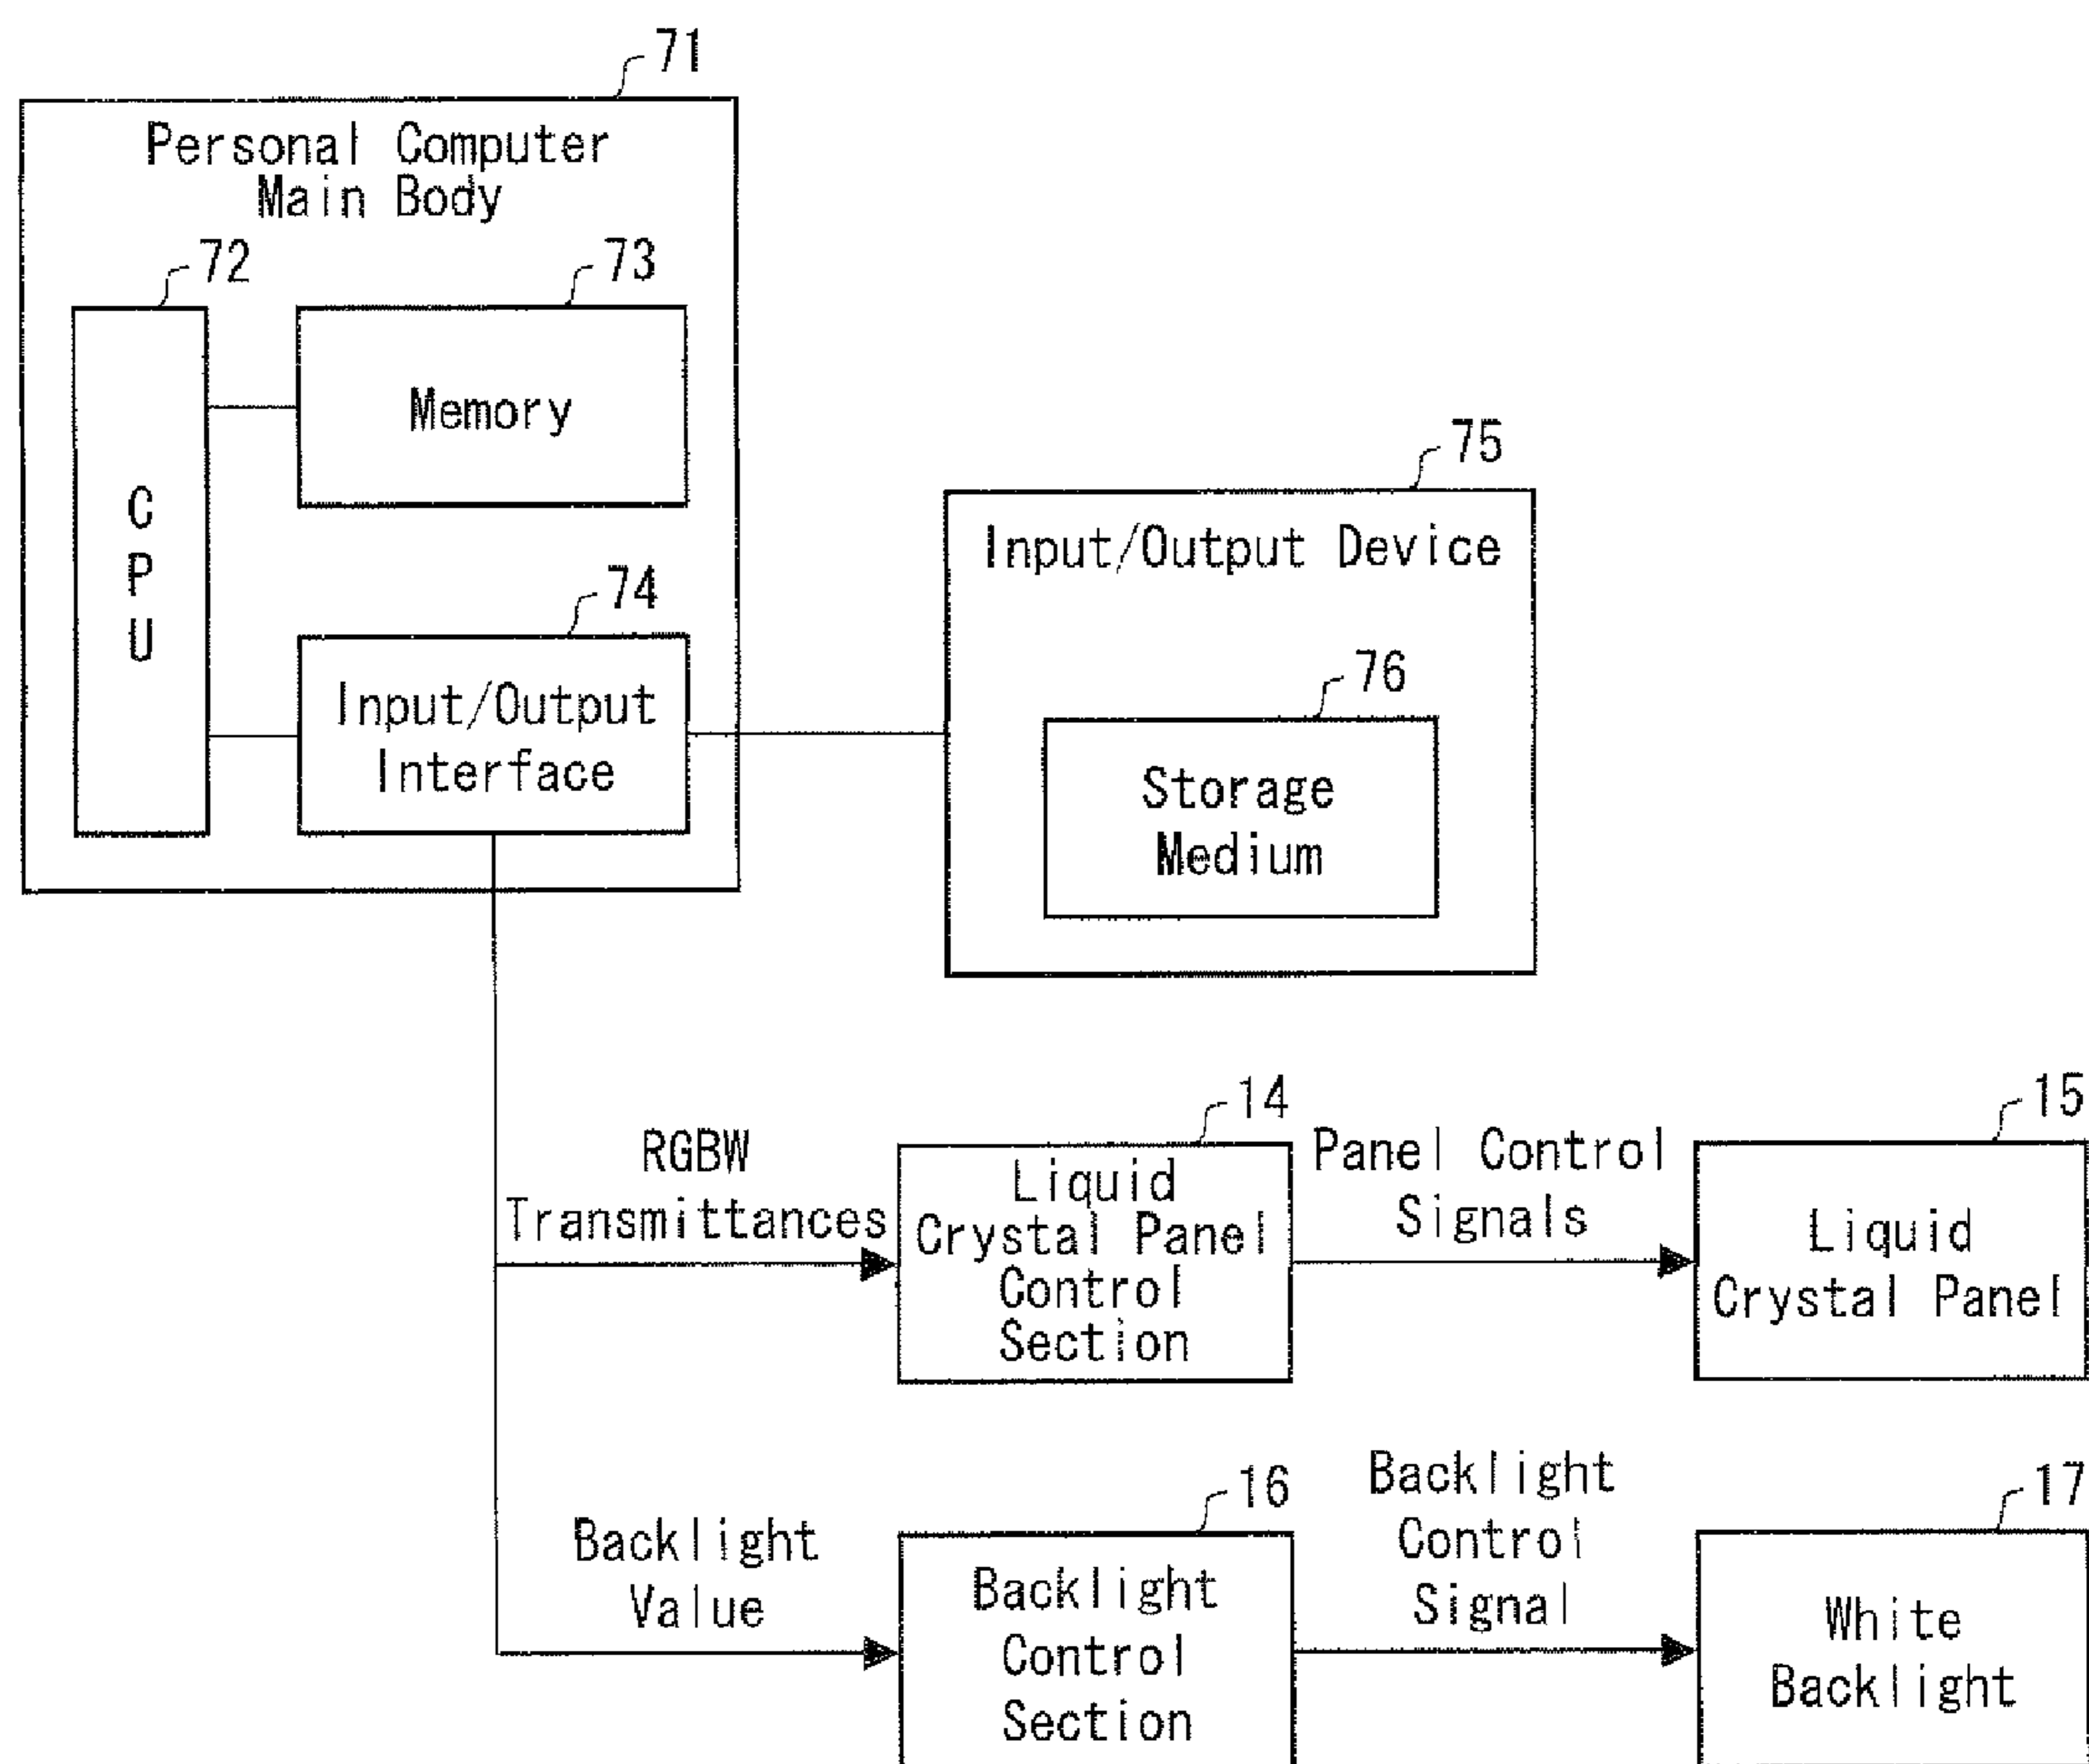 71
Personal Computer
Main Body
72
73
CPU
Memory
74
Input/Output
Interface
75
Input/Output Device
76
Storage
Medium
RGBW
Transmittances
14
Liquid
Crystal Panel
Control
Section
Panel Control
Signals
15
Liquid
Crystal Panel
Backlight
Value
16
Backlight
Control
Section
Backlight
Control
Signal
17
White
Backlight